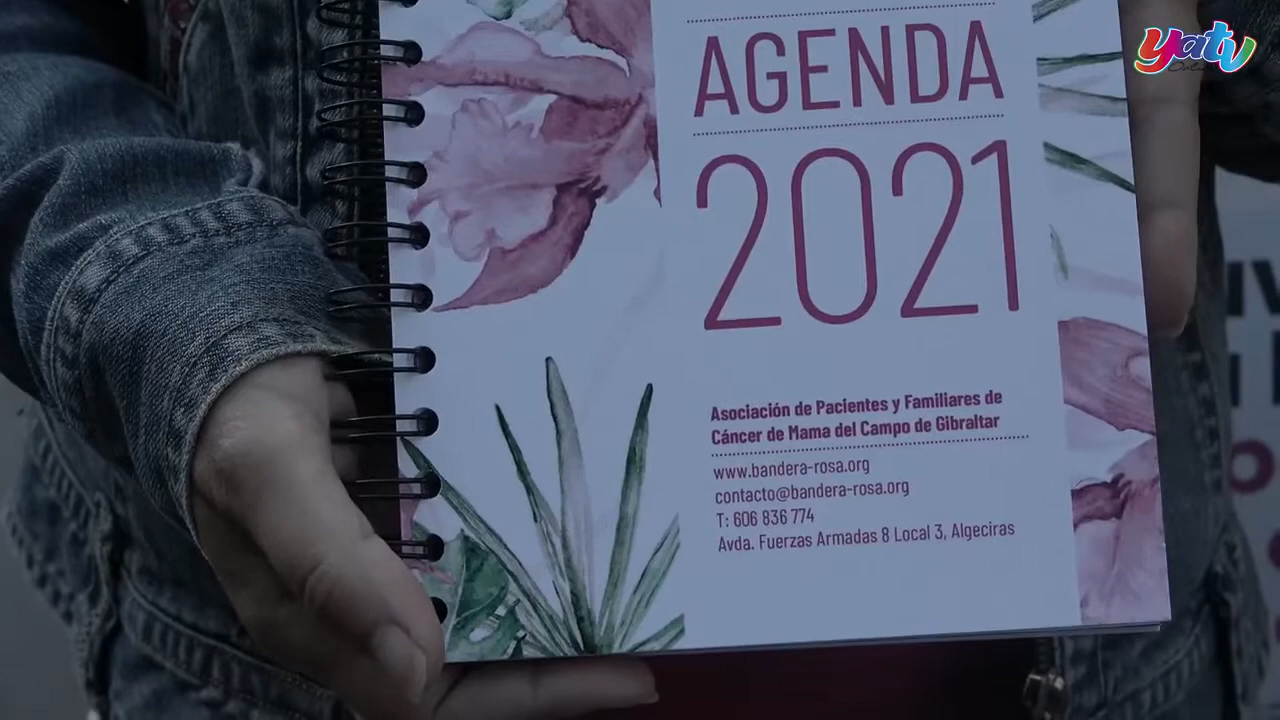 yatv
AGENDA
2021
Asociación de Pacientes y Familiares de
Cáncer de Mama del Campo de Gibraltar
www.bandera-rosa.org
contacto@bandera-rosa.org
T: 606 836 774
Avda. Fuerzas Armadas 8 Local 3, Algeciras